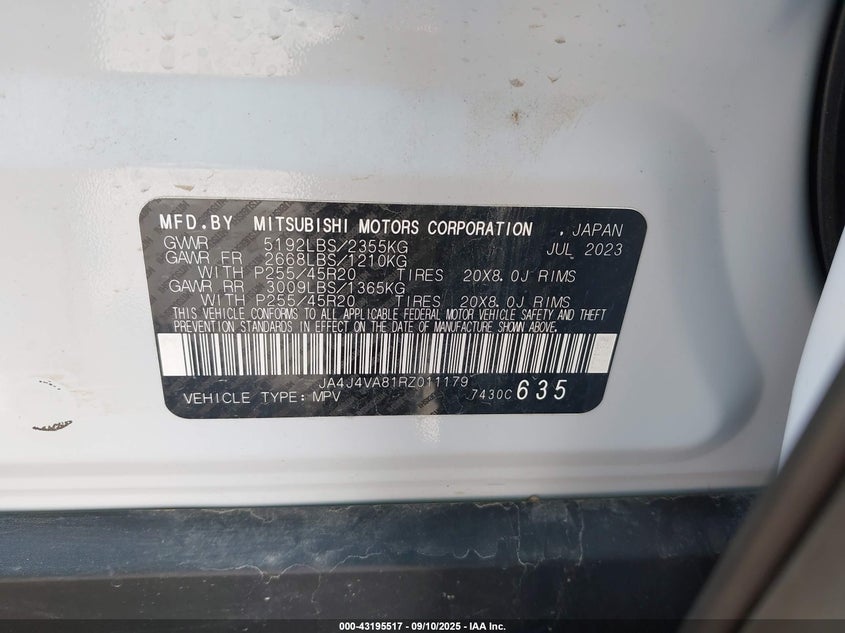 MFD.BY MITSUBISHI MOTORS CORPORATION , JAPAN
GVWR 5192LBS/2355KG JUL 2023
GAWR FR 2668LBS/1210KG
WITH P255/45R20 TIRES 20X8.0J RIMS
GAWR RR 3009LBS/1365KG
WITH P255/45R20 TIRES 20X8.0J RIMS
THIS VEHICLE CONFORMS TO ALL APPLICABLE FEDERAL MOTOR VEHICLE SAFETY AND THEFT
PREVENTION STANDARDS IN EFFECT ON THE DATE OF MANUFACTURE SHOWN ABOVE.
JA4J4VA81RZ011179
VEHICLE TYPE: MPV 7430C 635
000-43195517 - 09/10/2025 - IAA Inc.